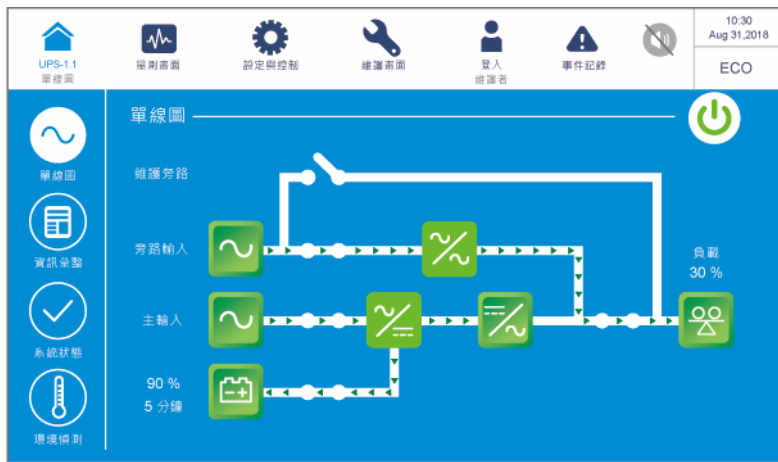 UPS-1.1
單線圖
量測畫面
設定與控制
維護畫面
登入
維護者
事件記錄
10:30
Aug 31,2018
ECO
單線圖
資訊彙整
系統狀態
環境偵測
單線圖
維護旁路
旁路輸入
主輸入
90 %
5 分鐘
負載
30 %